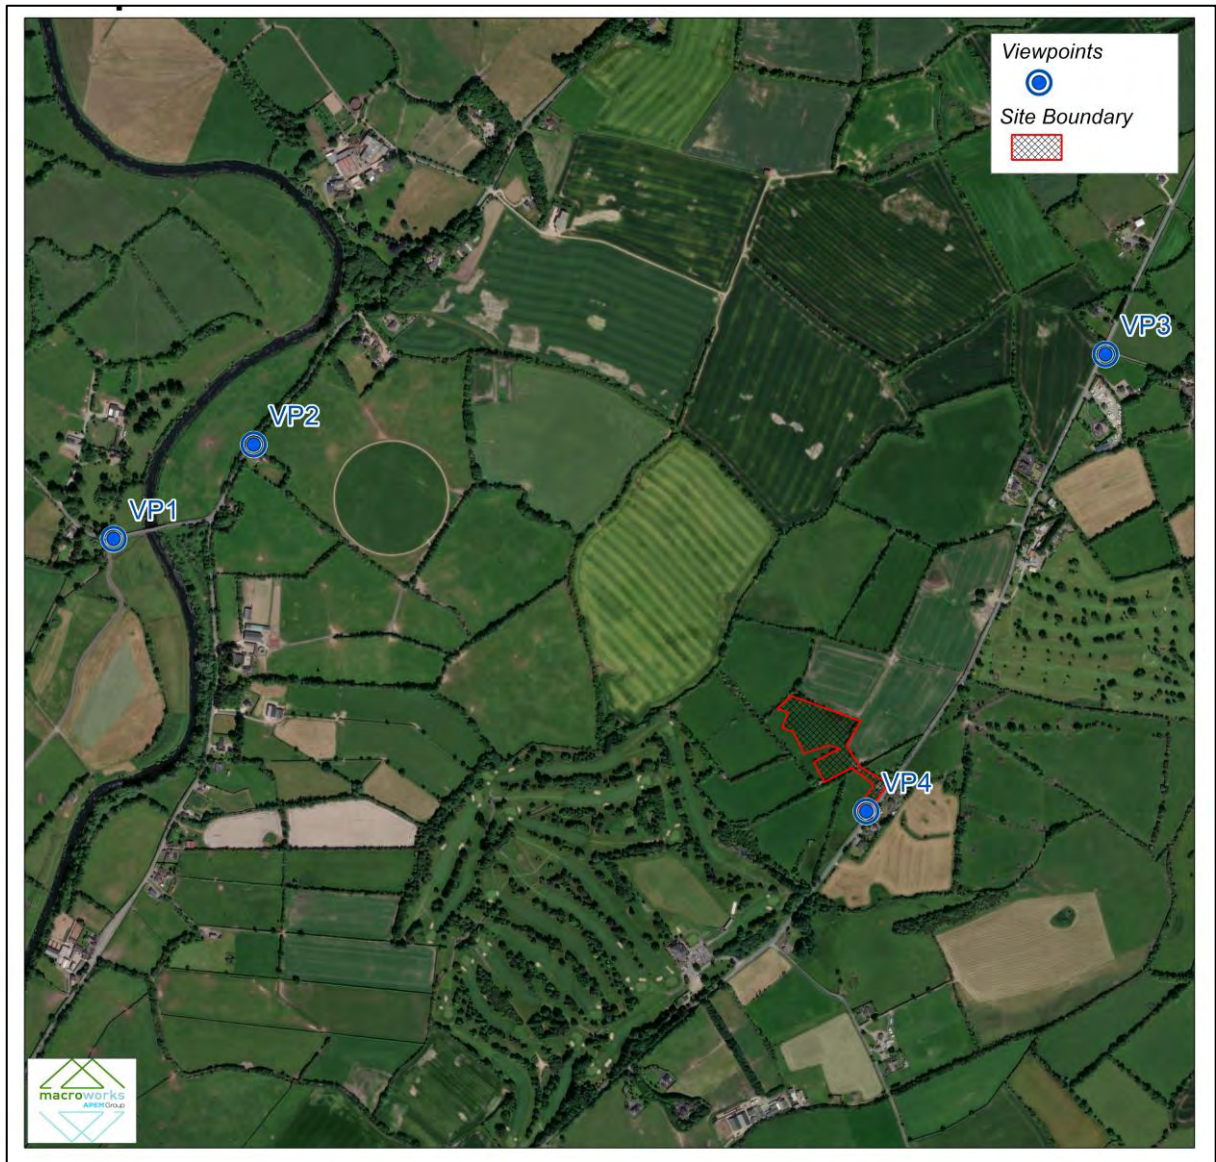 Viewpoints
Site Boundary
VP3
VP2
VP1
VP4
macroworks
APEM Group